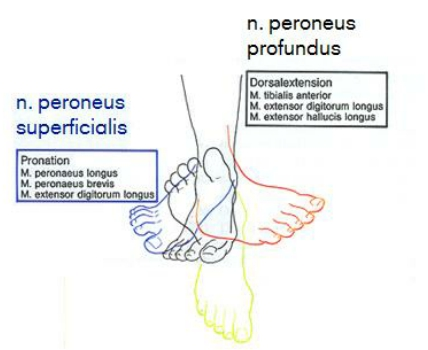 n. peroneus
profundus
Dorsalextension
M. tibialis anterior
M. extensor digitorum longus
M. extensor hallucis longus
n. peroneus
superficialis
Pronation
M. peronaeus longus
M. peronaeus brevis
M. extensor digitorum longus